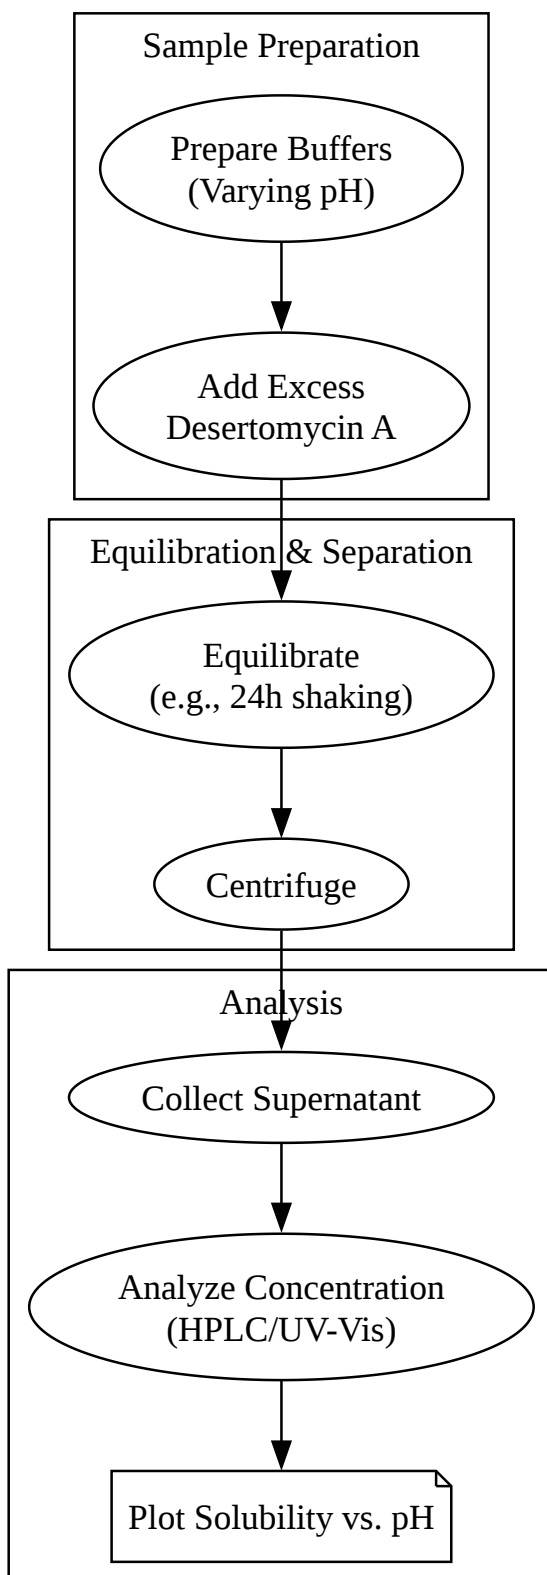 Sample Preparation
Prepare Buffers
(Varying pH)
Add Excess
Desertomycin A
Equilibration & Separation
Equilibrate
(e.g., 24h shaking)
Centrifuge
Analysis
Collect Supernatant
Analyze Concentration
(HPLC/UV-Vis)
Plot Solubility vs. pH